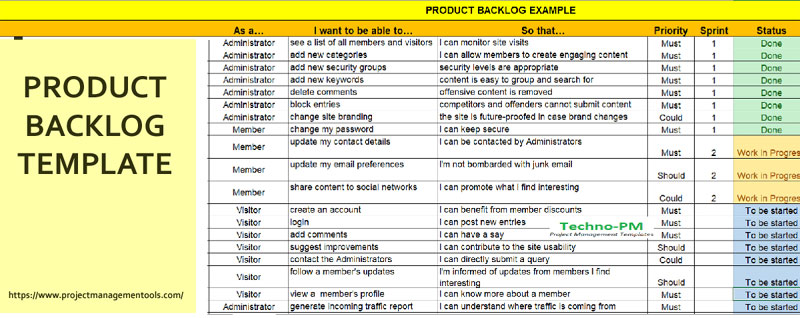 PRODUCT BACKLOG EXAMPLE
As a… I want to be able to… So that… Priority Sprint Status
Administrator see a list of all members and visitors I can monitor site visits Must 1 Done
Administrator add new categories I can allow members to create engaging content Must 1 Done
Administrator add new security groups security levels are appropriate Must 1 Done
Administrator add new keywords content is easy to group and search for Must 1 Done
Administrator delete comments offensive content is removed Must 1 Done
Administrator block entries competitors and offenders cannot submit content Must 1 Done
Administrator change site branding the site is future-proofed in case brand changes Could 1 Done
Member change my password I can keep secure Must 1 Done
Member update my contact details I can be contacted by Administrators Must 2 Work In Progres
Member update my email preferences I'm not bombarded with junk email Should 2 Work In Progres
Member share content to social networks I can promote what I find interesting Could 2 Work In Progres
Visitor create an account I can benefit from member discounts Must To be started
Visitor login I can post new entries Must To be started
Visitor add comments I can have a say Must To be started
Visitor suggest improvements I can contribute to the site usability Should To be started
Visitor contact the Administrators I can directly submit a query Could To be started
Visitor follow a member's updates I'm informed of updates from members I find
interesting Should To be started
Visitor view a member's profile I can know more about a member Must To be started
Administrator generate incoming traffic report I can understand where traffic is coming from Must To be started
PRODUCT
BACKLOG
TEMPLATE
https://www.projectmanagementools.com/
Techno-PM
Project Management Templates